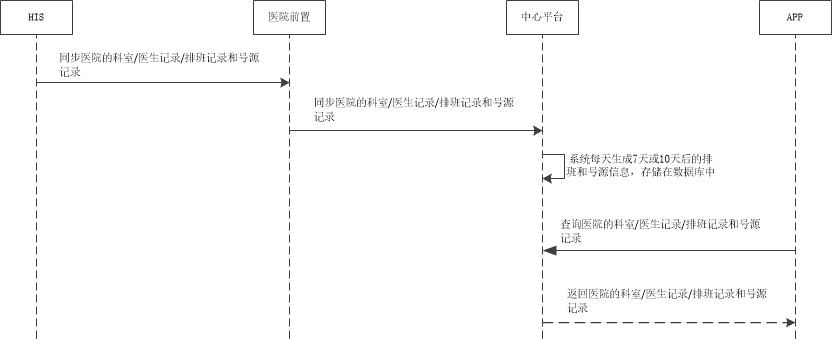 HIS
医院前置
中心平台
APP
同步医院的科室/医生记录/排班记录和号源
记录
同步医院的科室/医生记录/排班记录和号源
记录
系统每天生成7天或10天后的排
班和号源信息，存储在数据库中
查询医院的科室/医生记录/排班记录和号源
记录
返回医院的科室/医生记录/排班记录和号源
记录